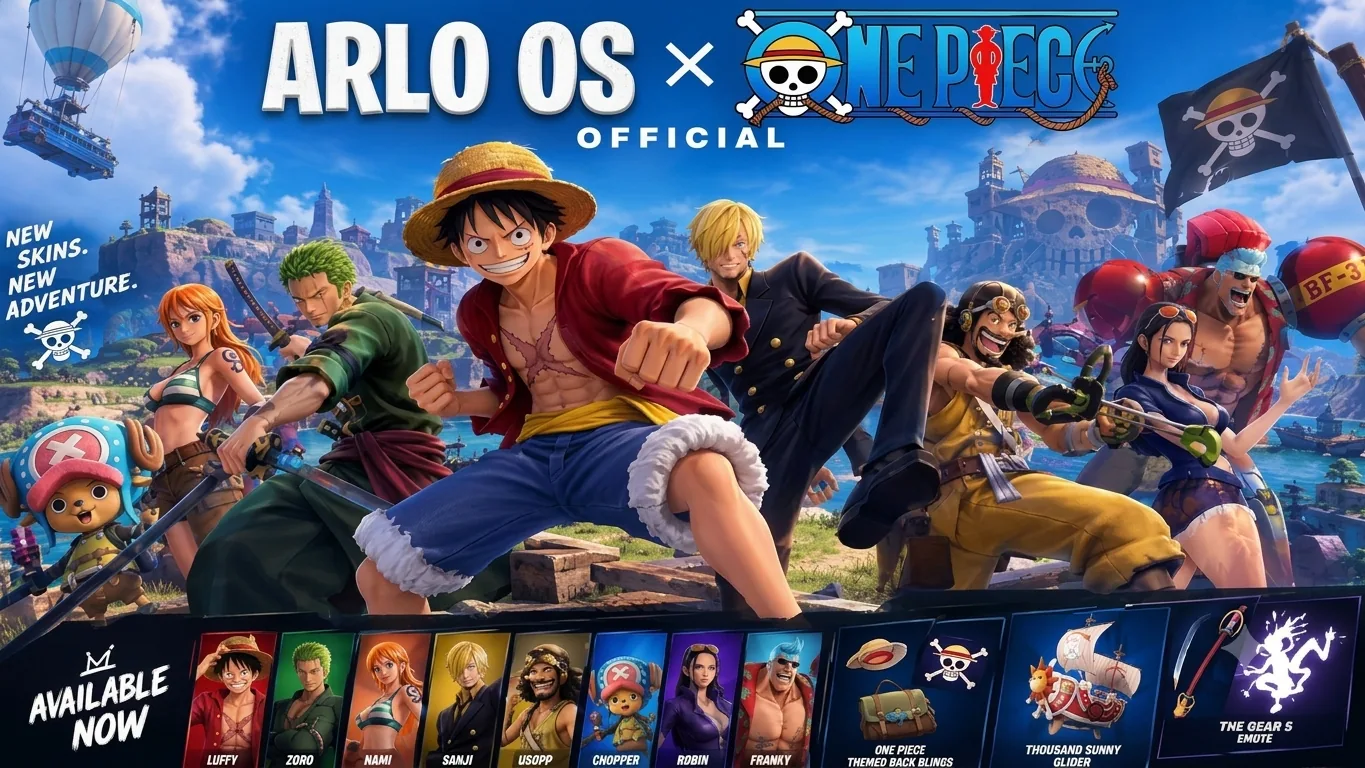 ARLO OS × ONE PIECE
OFFICIAL
NEW
SKINS.
NEW
ADVENTURE.
BF-3
AVAILABLE
NOW
LUFFY
ZORO
NAMI
SANJI
USOPP
CHOPPER
ROBIN
FRANKY
ONE PIECE
THEMED BACK BLINGS
THOUSAND SUNNY
GLIDER
THE GEAR 5
EMOTE